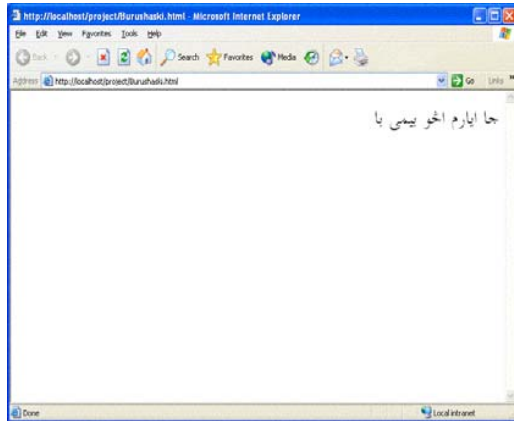 http://localhost/project/Burushaski.html - Microsoft Internet Explorer
File Edit View Favorites Tools Help
Back Search Favorites Media
Address http://localhost/project/Burushaski.html Go Links »
جا ایارم انحو بیمی با
Done Local intranet